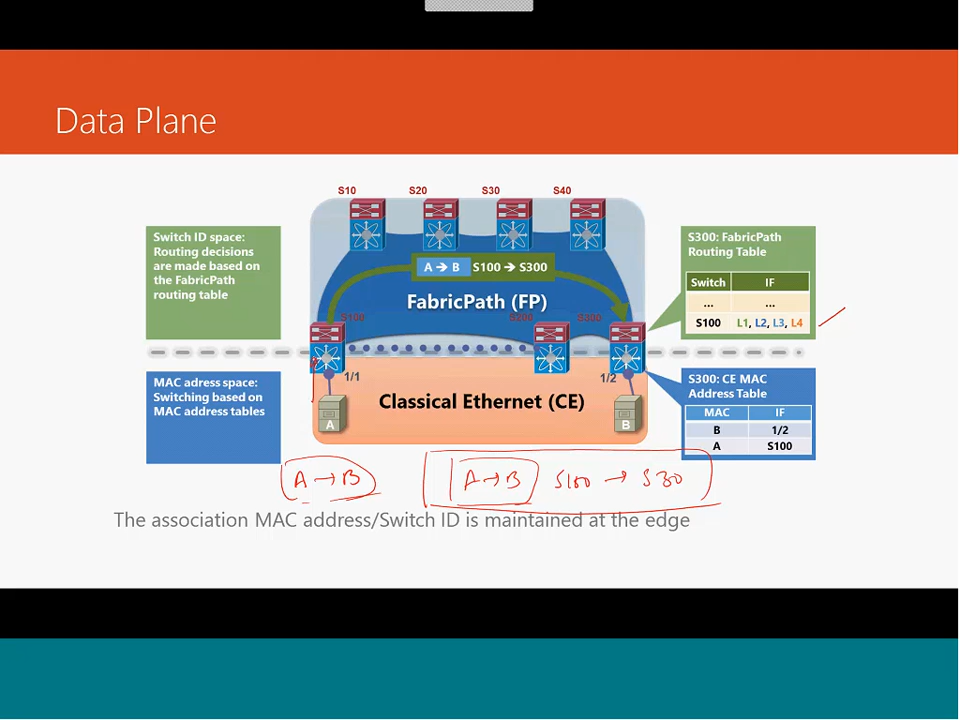 Data Plane
S10 S20 S30 S40
Switch ID space:
Routing decisions
are made based on
the FabricPath
routing table
A → B S100 → S300
FabricPath (FP)
S100 S200 S300
S300: FabricPath
Routing Table
Switch IF
... ...
S100 L1, L2, L3, L4
1/1 1/2
MAC adress space:
Switching based on
MAC address tables
Classical Ethernet (CE)
A B
S300: CE MAC
Address Table
MAC IF
B 1/2
A S100
A → B A → B S100 → S30
The association MAC address/Switch ID is maintained at the edge